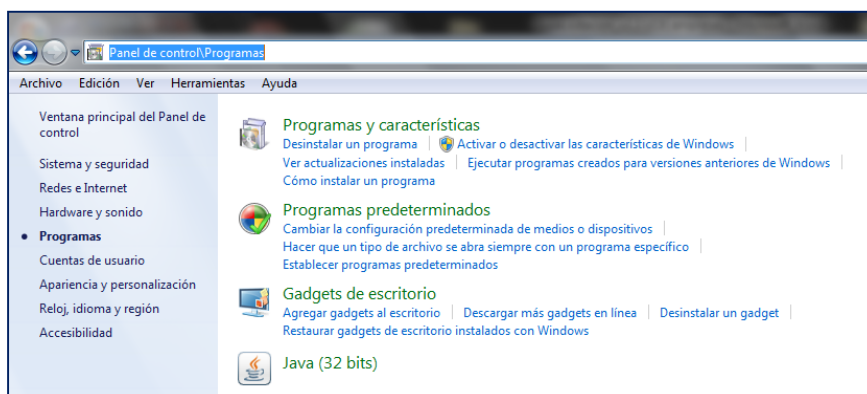 Panel de control\Programas
Archivo Edición Ver Herramientas Ayuda
Ventana principal del Panel de
control
Sistema y seguridad
Redes e Internet
Hardware y sonido
Programas
Cuentas de usuario
Apariencia y personalización
Reloj, idioma y región
Accesibilidad
Programas y características
Desinstalar un programa | Activar o desactivar las características de Windows |
Ver actualizaciones instaladas | Ejecutar programas creados para versiones anteriores de Windows |
Cómo instalar un programa
Programas predeterminados
Cambiar la configuración predeterminada de medios o dispositivos |
Hacer que un tipo de archivo se abra siempre con un programa específico |
Establecer programas predeterminados
Gadgets de escritorio
Agregar gadgets al escritorio | Descargar más gadgets en línea | Desinstalar un gadget |
Restaurar gadgets de escritorio instalados con Windows
Java (32 bits)